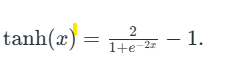 tanh(x) = 2/(1+e^{-2x}) − 1.